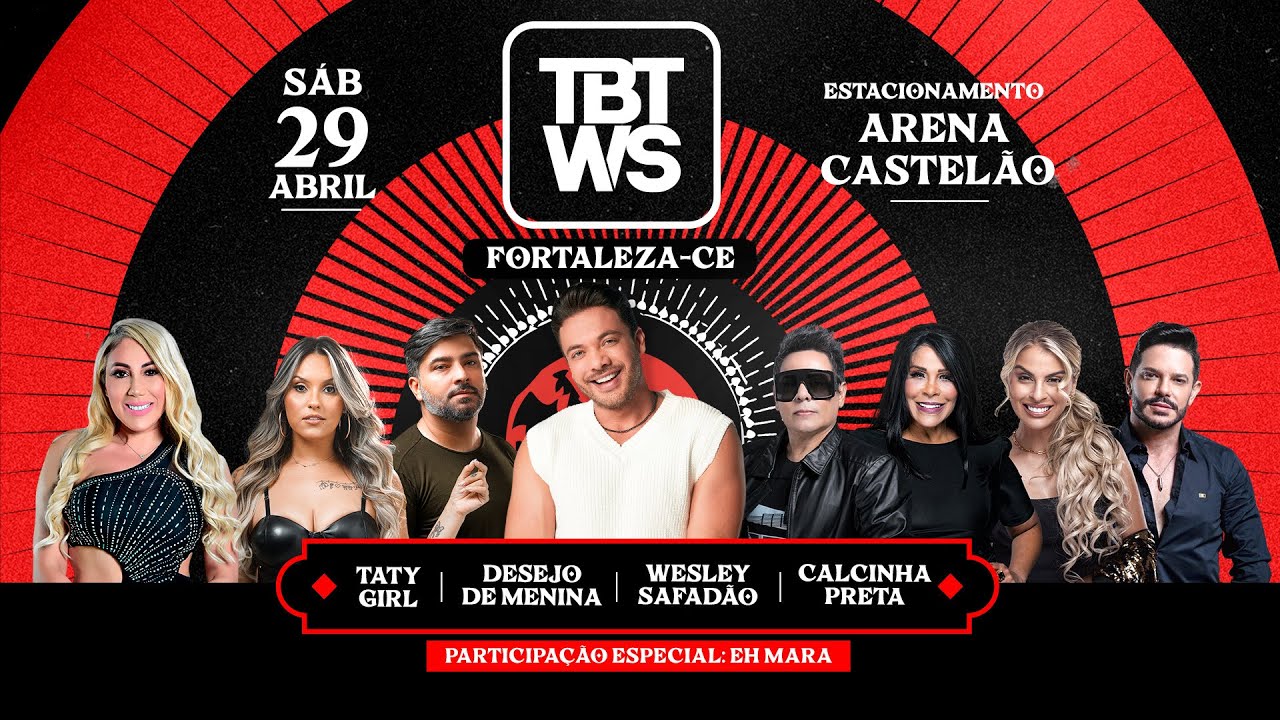 SÁB
29
ABRIL
TBT
WS
FORTALEZA-CE
ESTACIONAMENTO
ARENA
CASTELÃO
TATY
GIRL
DESEJO
DE MENINA
WESLEY
SAFADÃO
CALCINHA
PRETA
PARTICIPAÇÃO ESPECIAL: EH MARA